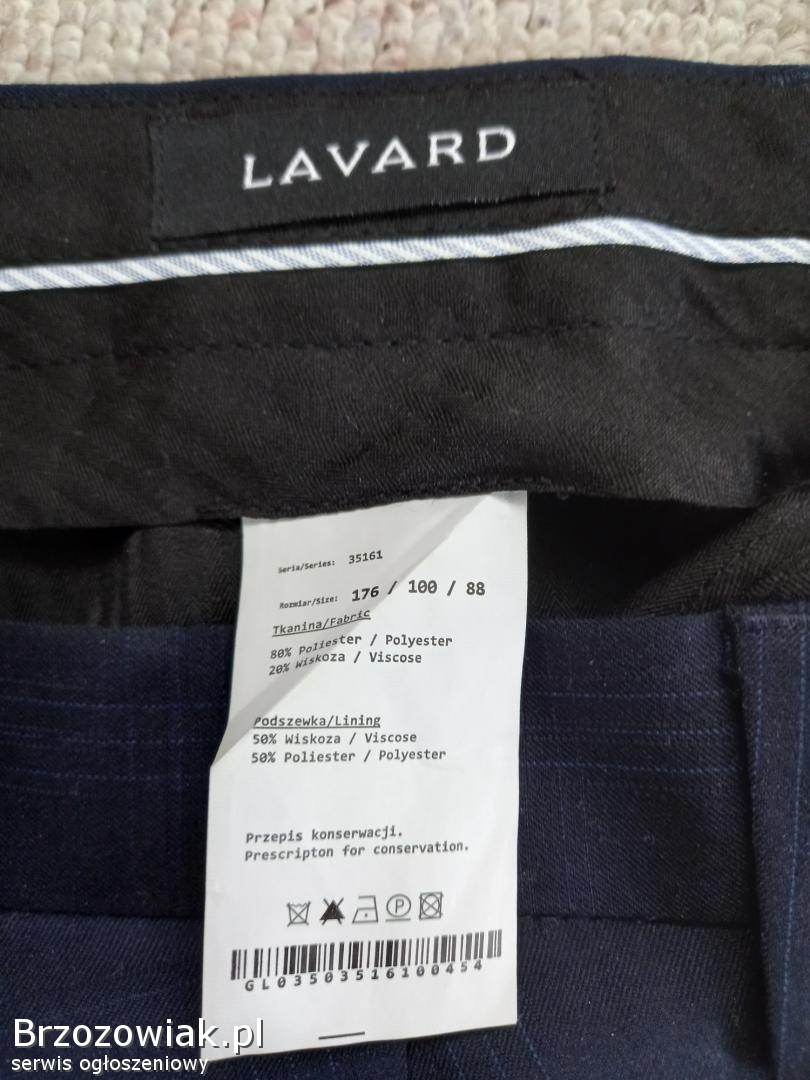 LAVARD
Seria/Series: 35161
Rozmiar/Size: 176 / 100 / 88
Tkanina/Fabric
80% Poliester / Polyester
20% Wiskoza / Viscose
Podszewka/Lining
50% Wiskoza / Viscose
50% Poliester / Polyester
Przepis konserwacji.
Prescripton for conservation.
P
GL03503516100454
Brzozowiak.pl
serwis ogłoszeniowy